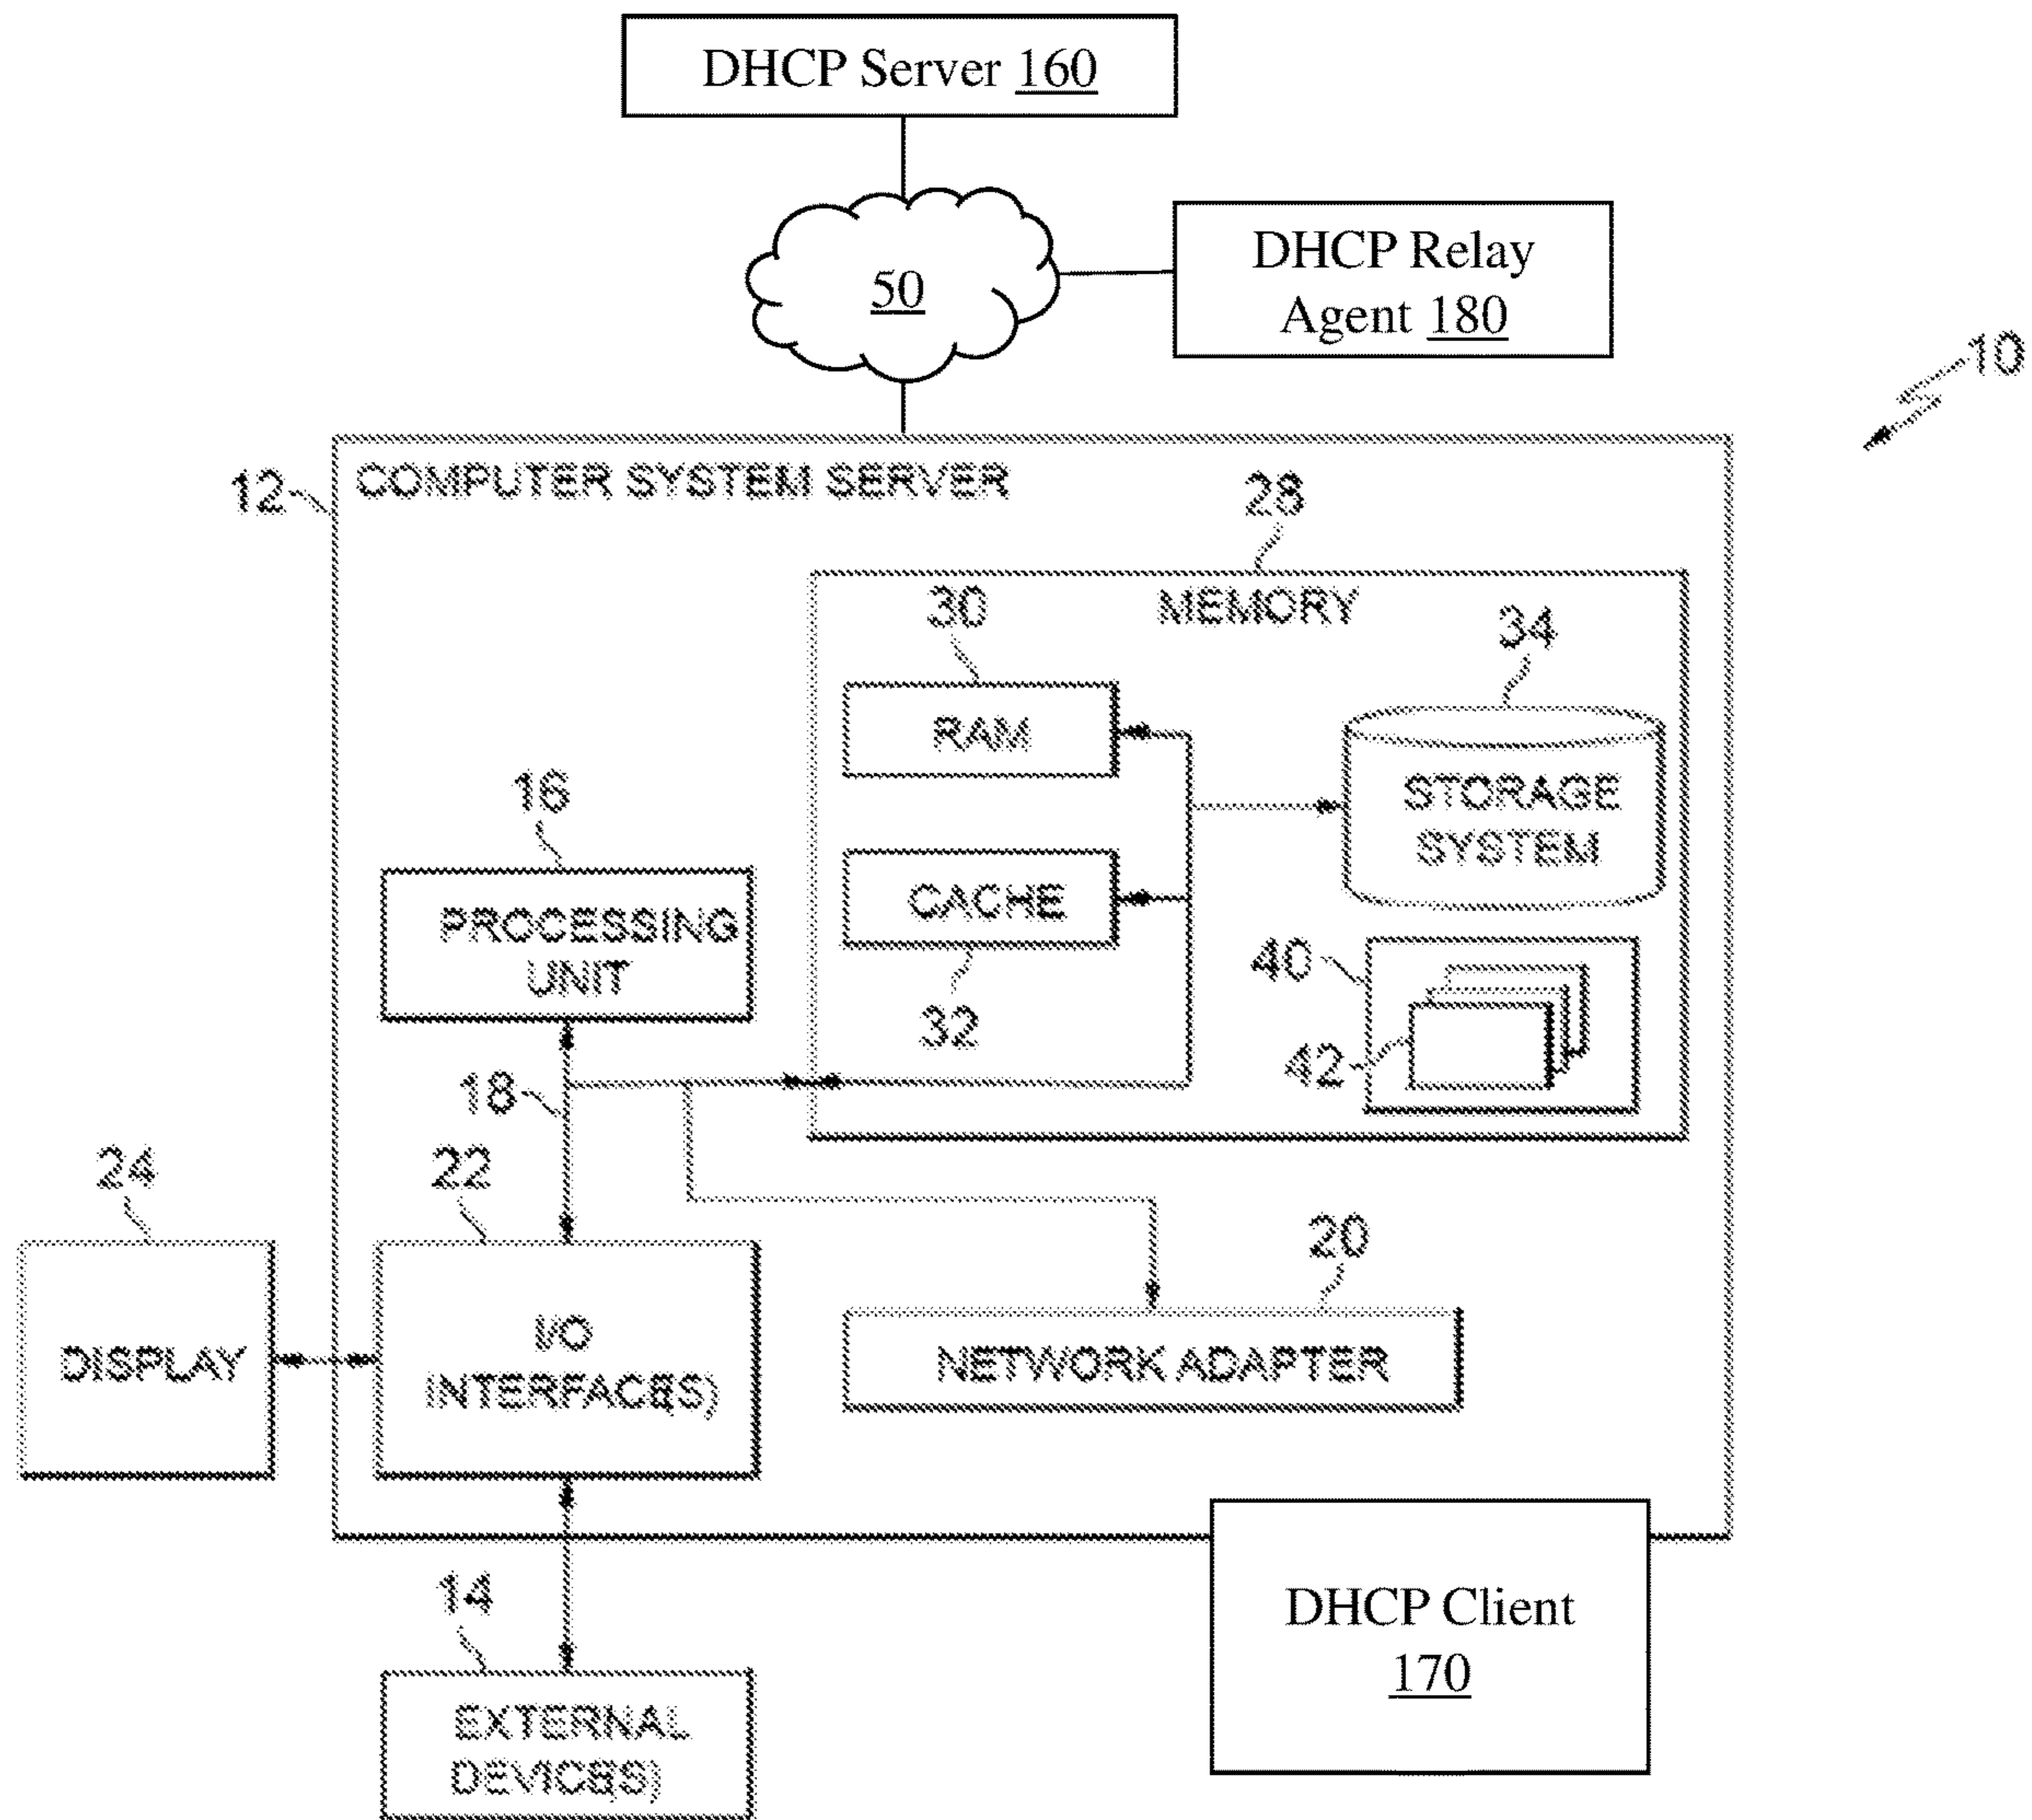 DHCP Server 160
50
DHCP Relay
Agent 180
10
12
COMPUTER SYSTEM SERVER
28
MEMORY
30
34
RAM
STORAGE
SYSTEM
16
PROCESSING
UNIT
CACHE
32
40
42
18
24
22
20
DISPLAY
I/O
INTERFACE(S)
NETWORK ADAPTER
14
EXTERNAL
DEVICE(S)
DHCP Client
170